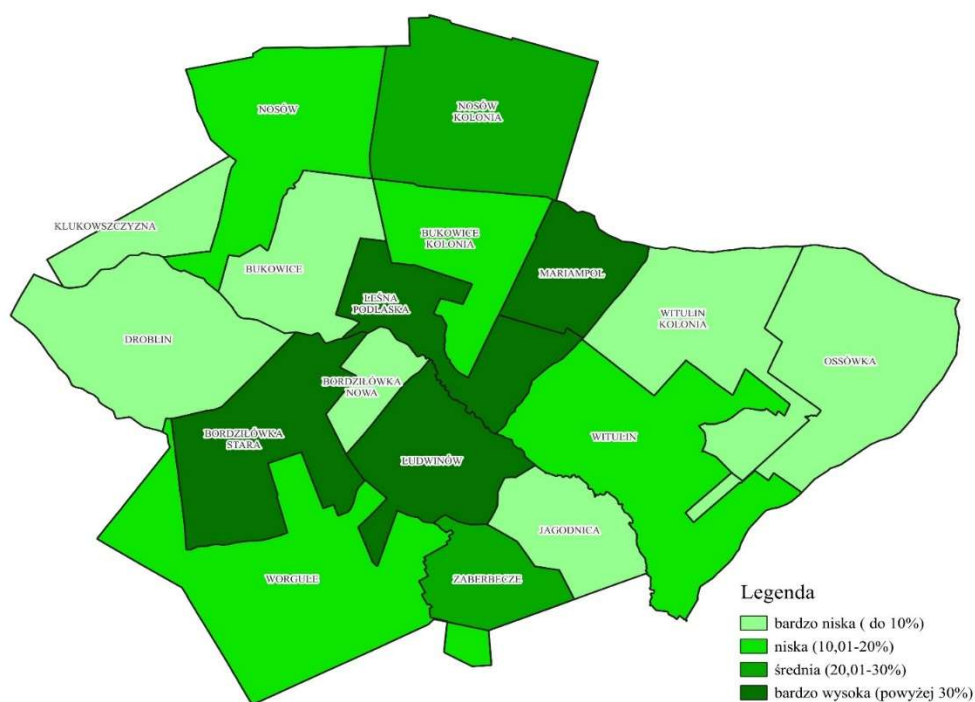 NOSÓW
NOSÓW
KOLONIA
KLUKOWSZCZYZNA
BUKOWICE
KOLONIA
BUKOWICE
MARIAMPOL
LEŚNA
PODLASKA
WITULIN
KOLONIA
DROBLIN
OSSÓWKA
BORDZIŁÓWKA
NOWA
BORDZIŁÓWKA
STARA
WITULIN
LUDWINÓW
JAGODNICA
WORGULE
ZABERBECZE
Legenda
bardzo niska ( do 10%)
niska (10,01-20%)
średnia (20,01-30%)
bardzo wysoka (powyżej 30%)